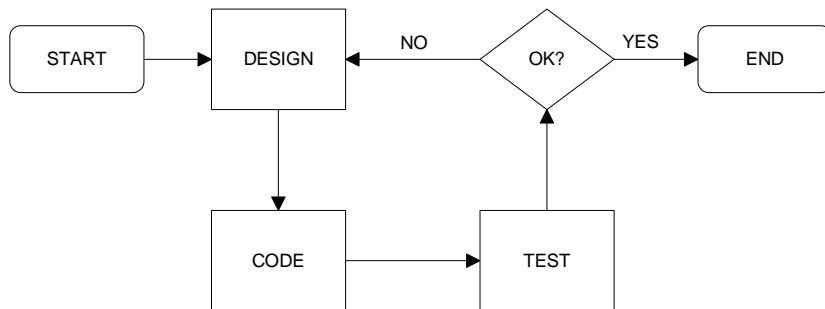 START
DESIGN
NO
OK?
YES
END
CODE
TEST